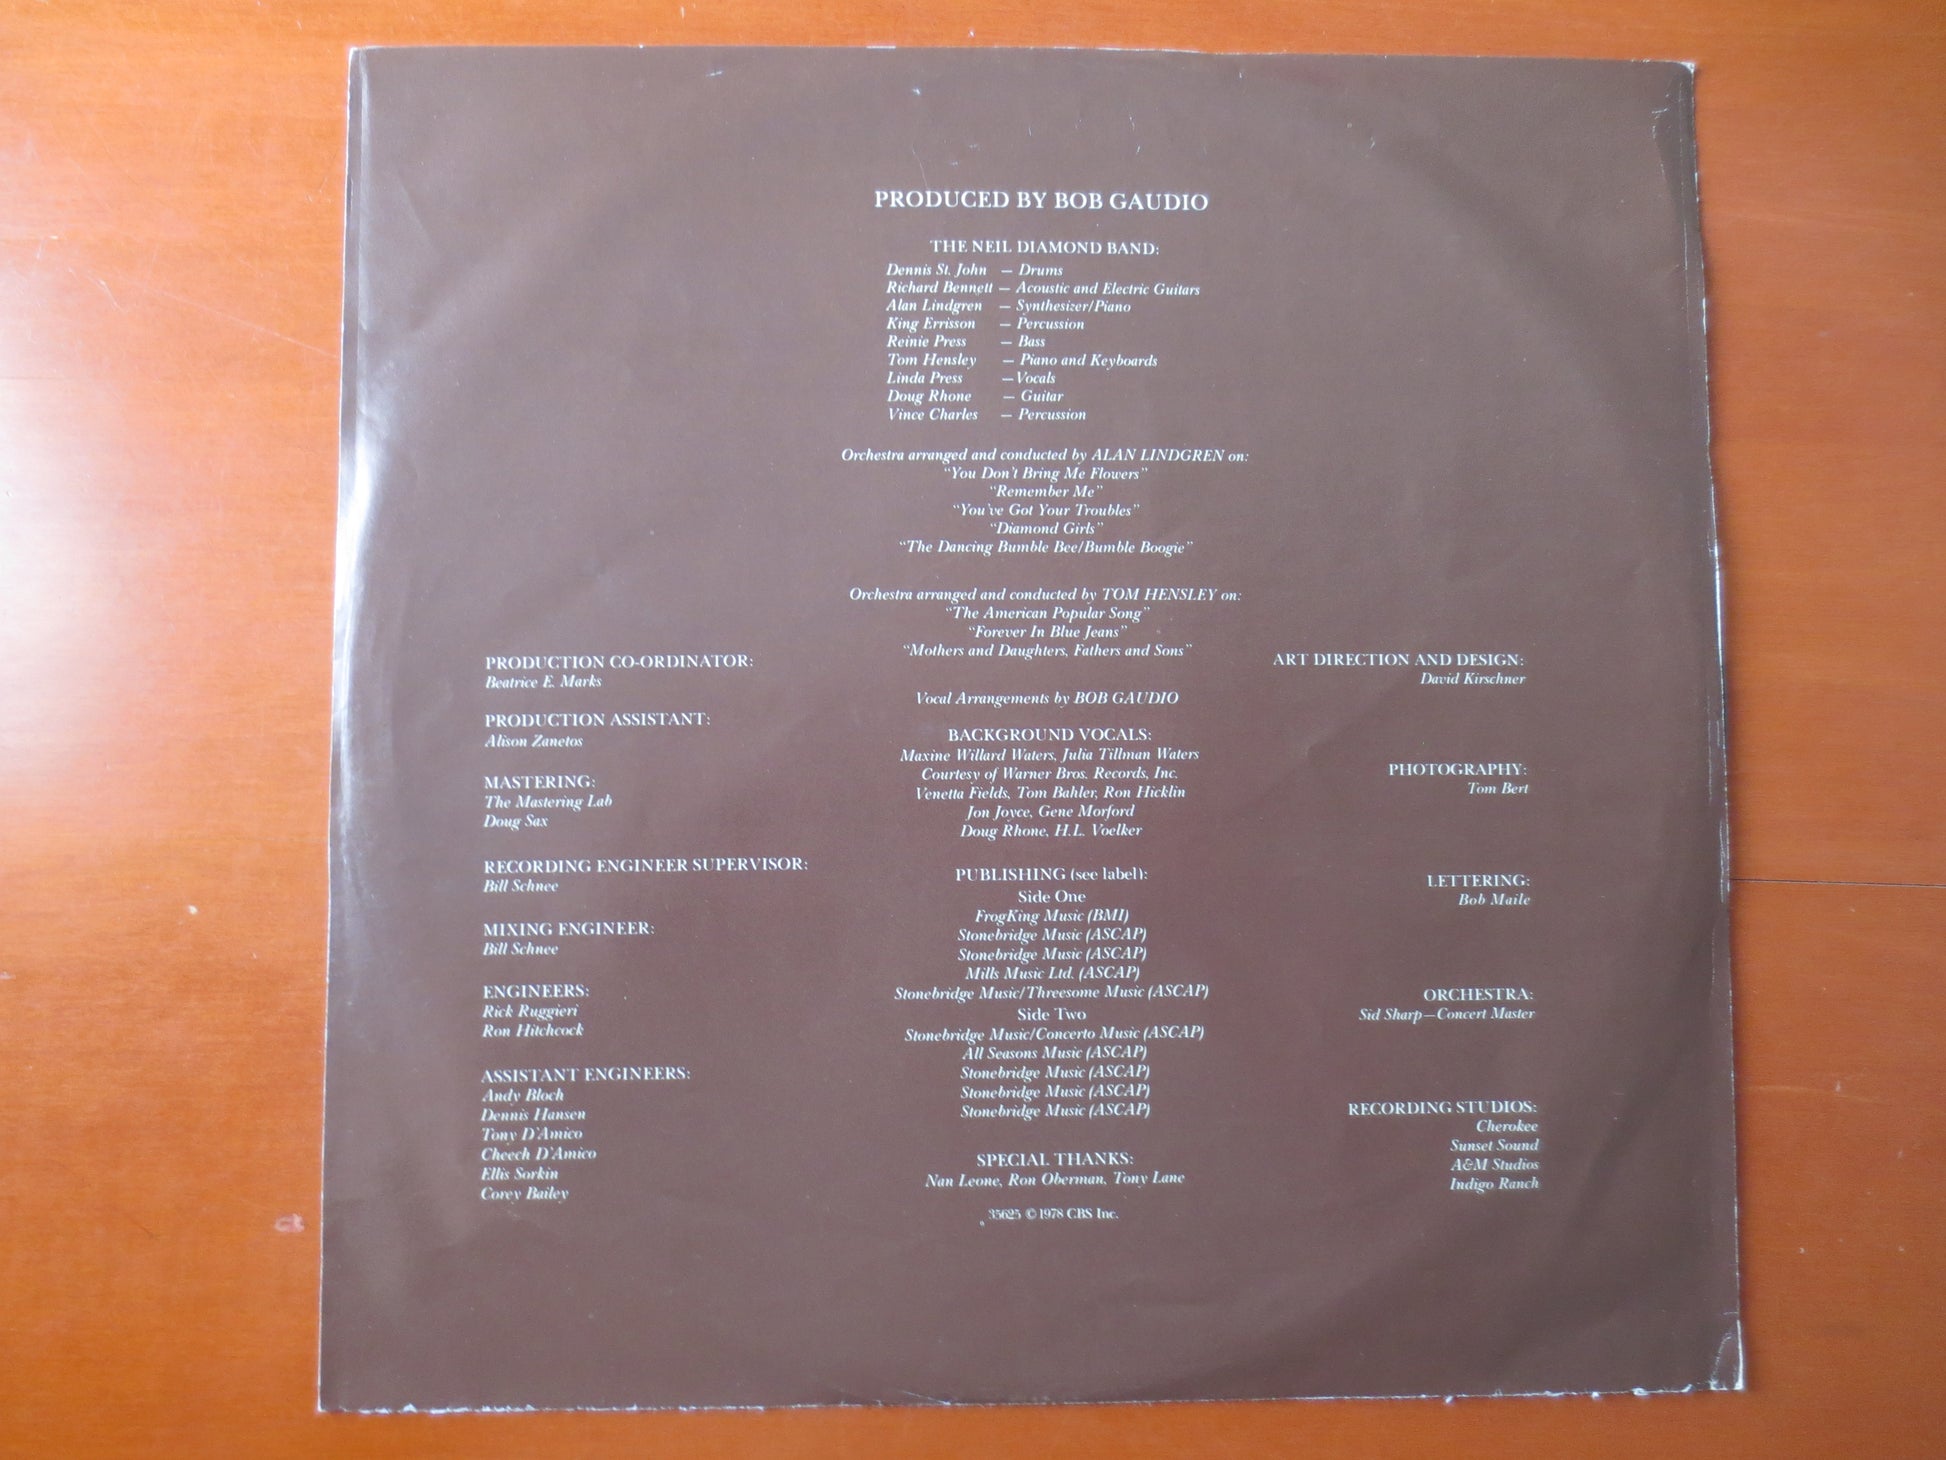 PRODUCED BY BOB GAUDIO
THE NEIL DIAMOND BAND:
Dennis St. John — Drums
Richard Bennett — Acoustic and Electric Guitars
Alan Lindgren — Synthesizer/Piano
King Errisson — Percussion
Reinie Press — Bass
Tom Hensley — Piano and Keyboards
Linda Press — Vocals
Doug Rhone — Guitar
Vince Charles — Percussion
Orchestra arranged and conducted by ALAN LINDGREN on:
“You Don't Bring Me Flowers”
“Remember Me”
“You've Got Your Troubles”
“Diamond Girls”
“The Dancing Bumble Bee/Bumble Boogie”
Orchestra arranged and conducted by TOM HENSLEY on:
“The American Popular Song”
“Forever In Blue Jeans”
“Mothers and Daughters, Fathers and Sons”
Vocal Arrangements by BOB GAUDIO
BACKGROUND VOCALS:
Maxine Willard Waters, Julia Tillman Waters
Courtesy of Warner Bros. Records, Inc.
Venetta Fields, Tom Bahler, Ron Hicklin
Jon Joyce, Gene Morford
Doug Rhone, H.L. Voelker
PUBLISHING (see label):
Side One
FrogKing Music (BMI)
Stonebridge Music (ASCAP)
Stonebridge Music (ASCAP)
Mills Music Ltd. (ASCAP)
Stonebridge Music/Threesome Music (ASCAP)
Side Two
Stonebridge Music/Concerto Music (ASCAP)
All Seasons Music (ASCAP)
Stonebridge Music (ASCAP)
Stonebridge Music (ASCAP)
Stonebridge Music (ASCAP)
SPECIAL THANKS:
Nan Leone, Ron Oberman, Tony Lane
35625 © 1978 CBS Inc.
PRODUCTION CO-ORDINATOR:
Beatrice E. Marks
PRODUCTION ASSISTANT:
Alison Zanetos
MASTERING:
The Mastering Lab
Doug Sax
RECORDING ENGINEER SUPERVISOR:
Bill Schnee
MIXING ENGINEER:
Bill Schnee
ENGINEERS:
Rick Ruggieri
Ron Hitchcock
ASSISTANT ENGINEERS:
Andy Bloch
Dennis Hansen
Tony D'Amico
Cheech D'Amico
Ellis Sorkin
Corey Bailey
ART DIRECTION AND DESIGN:
David Kirschner
PHOTOGRAPHY:
Tom Bert
LETTERING:
Bob Maile
ORCHESTRA:
Sid Sharp—Concert Master
RECORDING STUDIOS:
Cherokee
Sunset Sound
A&M Studios
Indigo Ranch